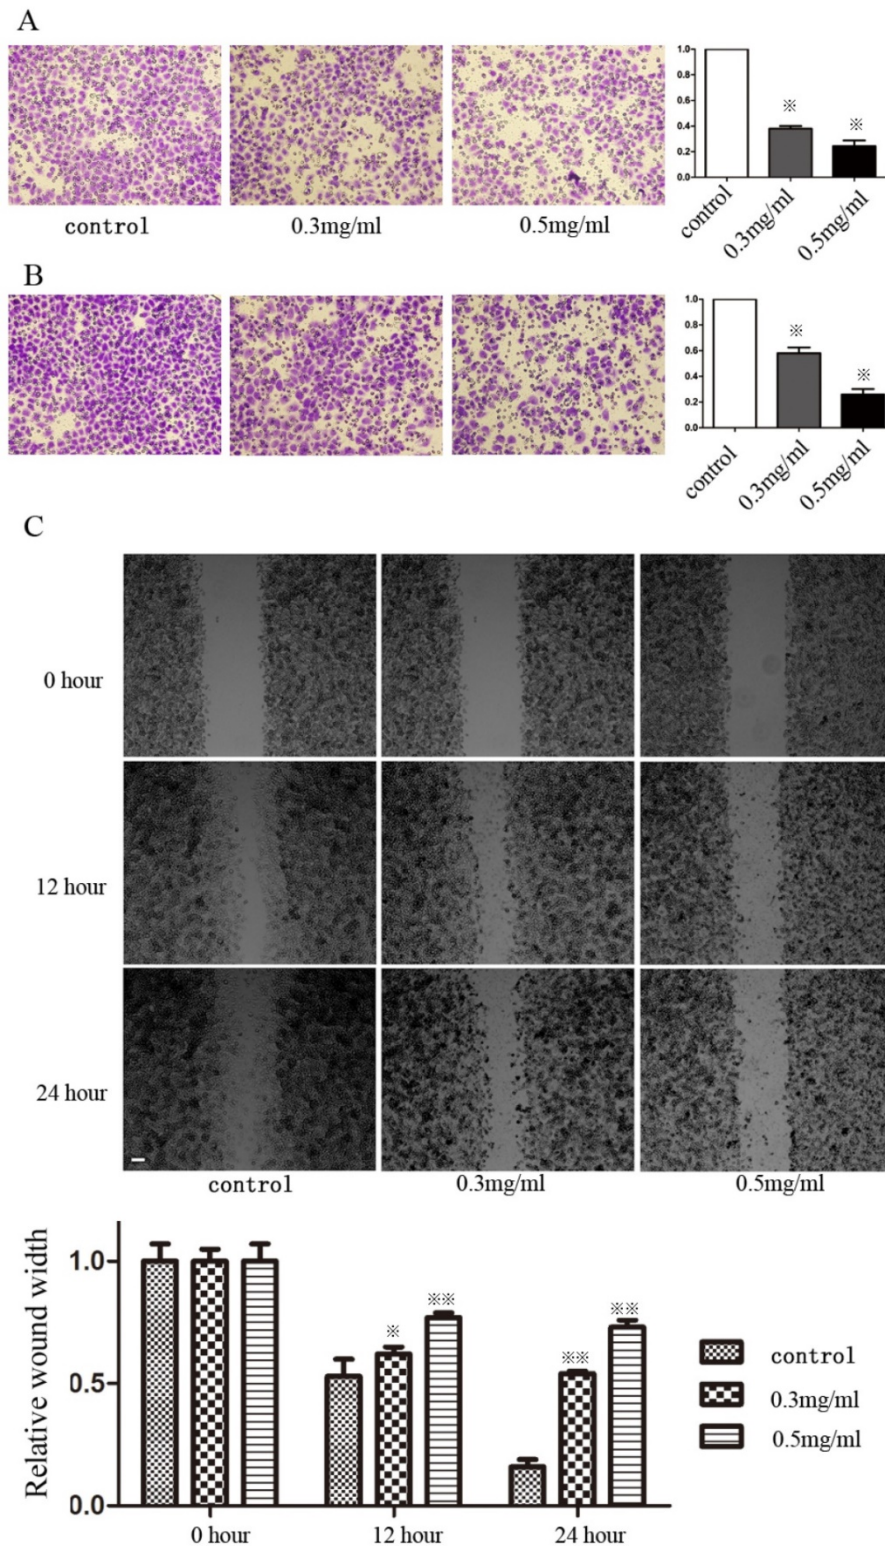 A
1.0
0.8
0.6
0.4
0.2
0.0
※
※
control
0.3mg/ml
0.5mg/ml
control
0.3mg/ml
0.5mg/ml
B
1.0
0.8
0.6
0.4
0.2
0.0
※
※
control
0.3mg/ml
0.5mg/ml
C
0 hour
12 hour
24 hour
control
0.3mg/ml
0.5mg/ml
Relative wound width
1.0
0.5
0.0
※
※※
※※
※※
0 hour
12 hour
24 hour
control
0.3mg/ml
0.5mg/ml